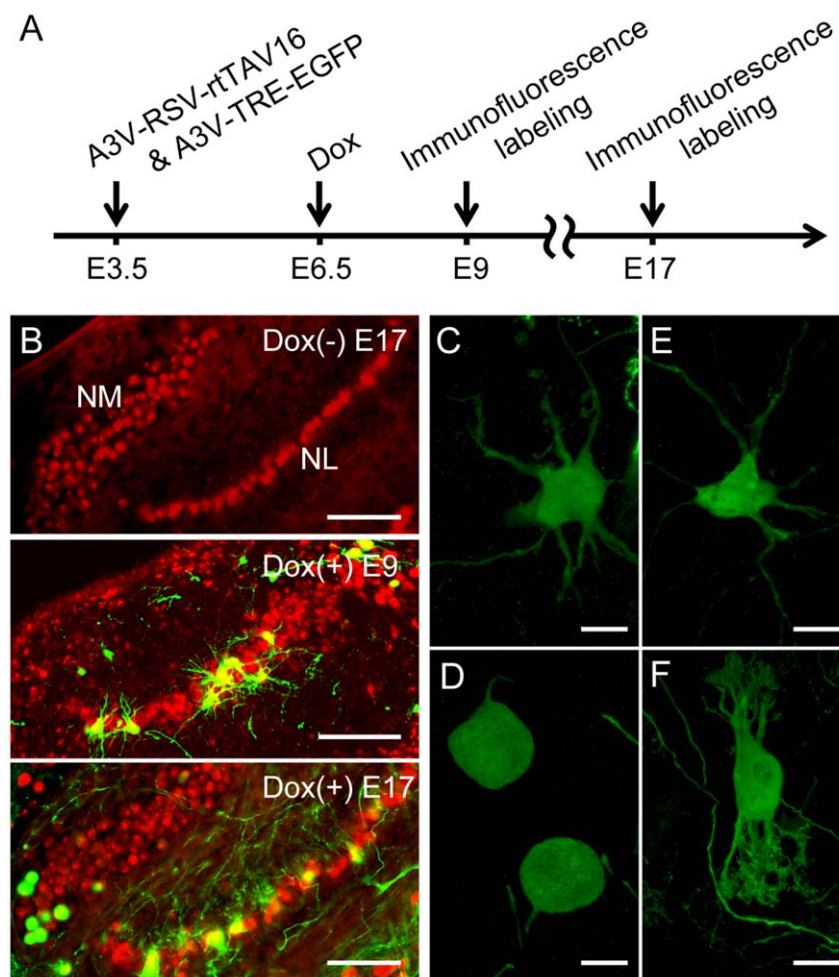 A
A3V-RSV-rtTAV16
& A3V-TRE-EGFP
Dox
Immunofluorescence
labeling
Immunofluorescence
labeling
E3.5
E6.5
E9
E17
B
Dox(-) E17
NM
NL
Dox(+) E9
Dox(+) E17
C
E
D
F